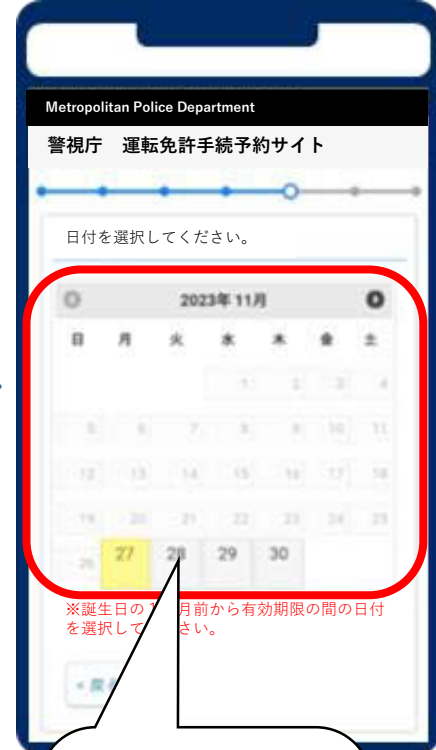 Metropolitan Police Department
警視庁 運転免許手続予約サイト
日付を選択してください。
2023年 11月
日 月 火 水 木 金 土
1 2 3 4
5 6 7 8 9 10 11
12 13 14 15 16 17 18
19 20 21 22 23 24 25
26 27 28 29 30
※誕生日の 月前から有効期限の間の日付
を選択して さい。